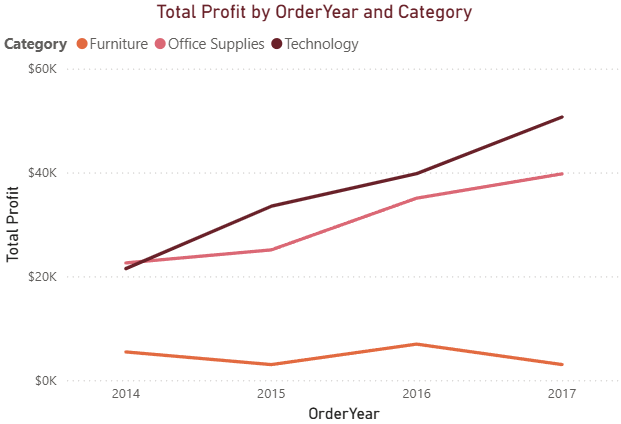 Total Profit by OrderYear and Category
Category Furniture Office Supplies Technology
$60K
$40K
$20K
$0K
Total Profit
2014 2015 2016 2017
OrderYear